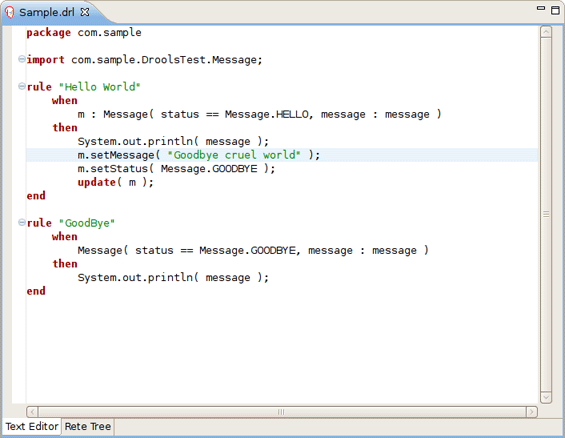 Sample.drl
package com.sample
import com.sample.DroolsTest.Message;
rule "Hello World"
    when
        m : Message( status == Message.HELLO, message : message )
    then
        System.out.println( message );
        m.setMessage( "Goodbye cruel world" );
        m.setStatus( Message.GOODBYE );
        update( m );
end
rule "GoodBye"
    when
        Message( status == Message.GOODBYE, message : message )
    then
        System.out.println( message );
end
Text Editor Rete Tree